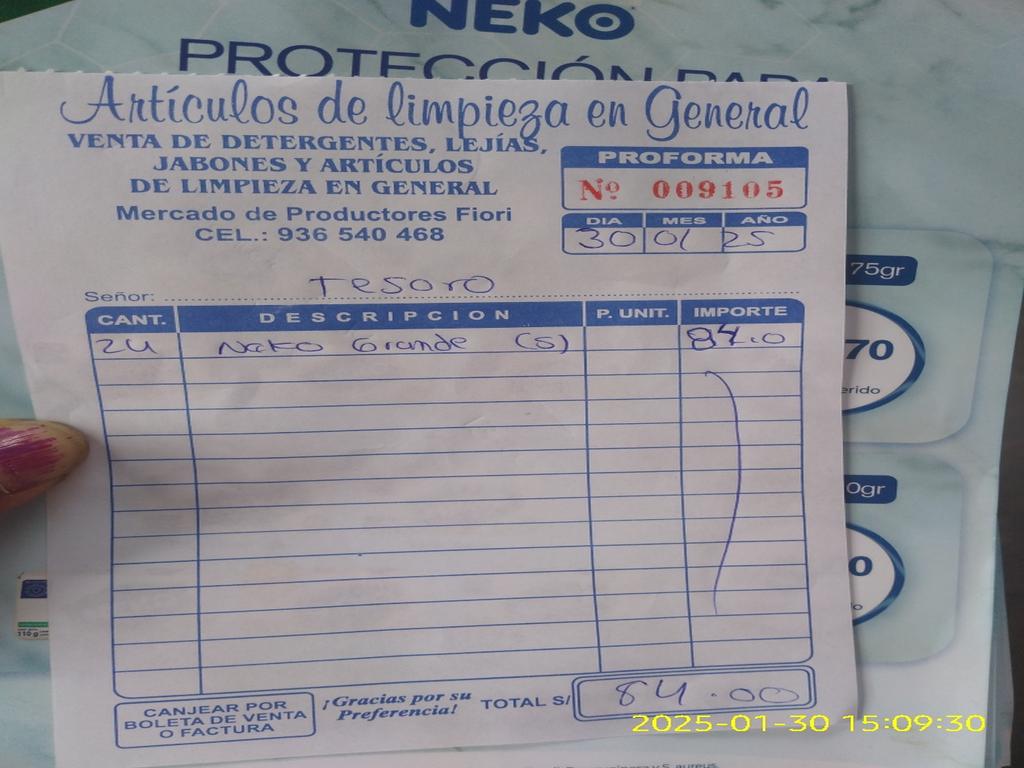 NEKO
PROTECCIÓN PARA
Artículos de limpieza en General
VENTA DE DETERGENTES, LEJÍAS,
JABONES Y ARTÍCULOS
DE LIMPIEZA EN GENERAL
Mercado de Productores Fiori
CEL.: 936 540 468
PROFORMA
Nº 009105
DIA MES AÑO
30 01 25
Señor: Tesoro
CANT. DESCRIPCION P. UNIT. IMPORTE
24 Neko Grande (S) 84.0
75gr
70
erido
0gr
0
110 g
CANJEAR POR
BOLETA DE VENTA
O FACTURA
¡Gracias por su
Preferencia!
TOTAL S/ 84.00
2025-01-30 15:09:30
S. aureus